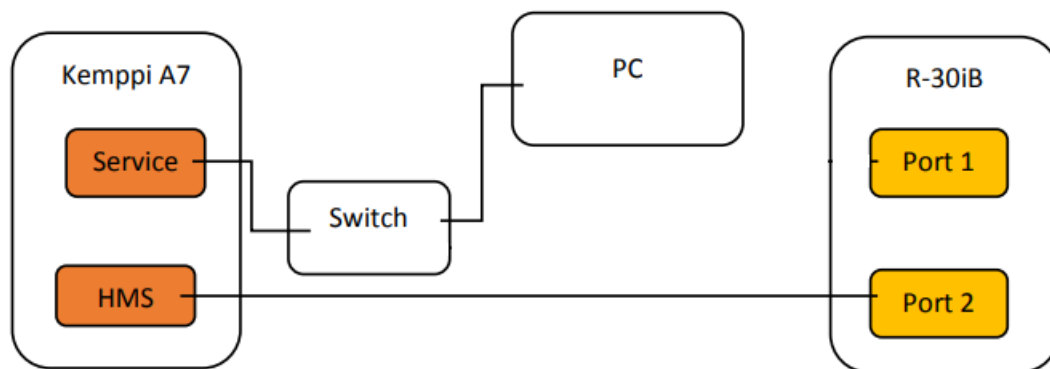 Kemppi A7
PC
R-30iB
Service
Port 1
Switch
HMS
Port 2